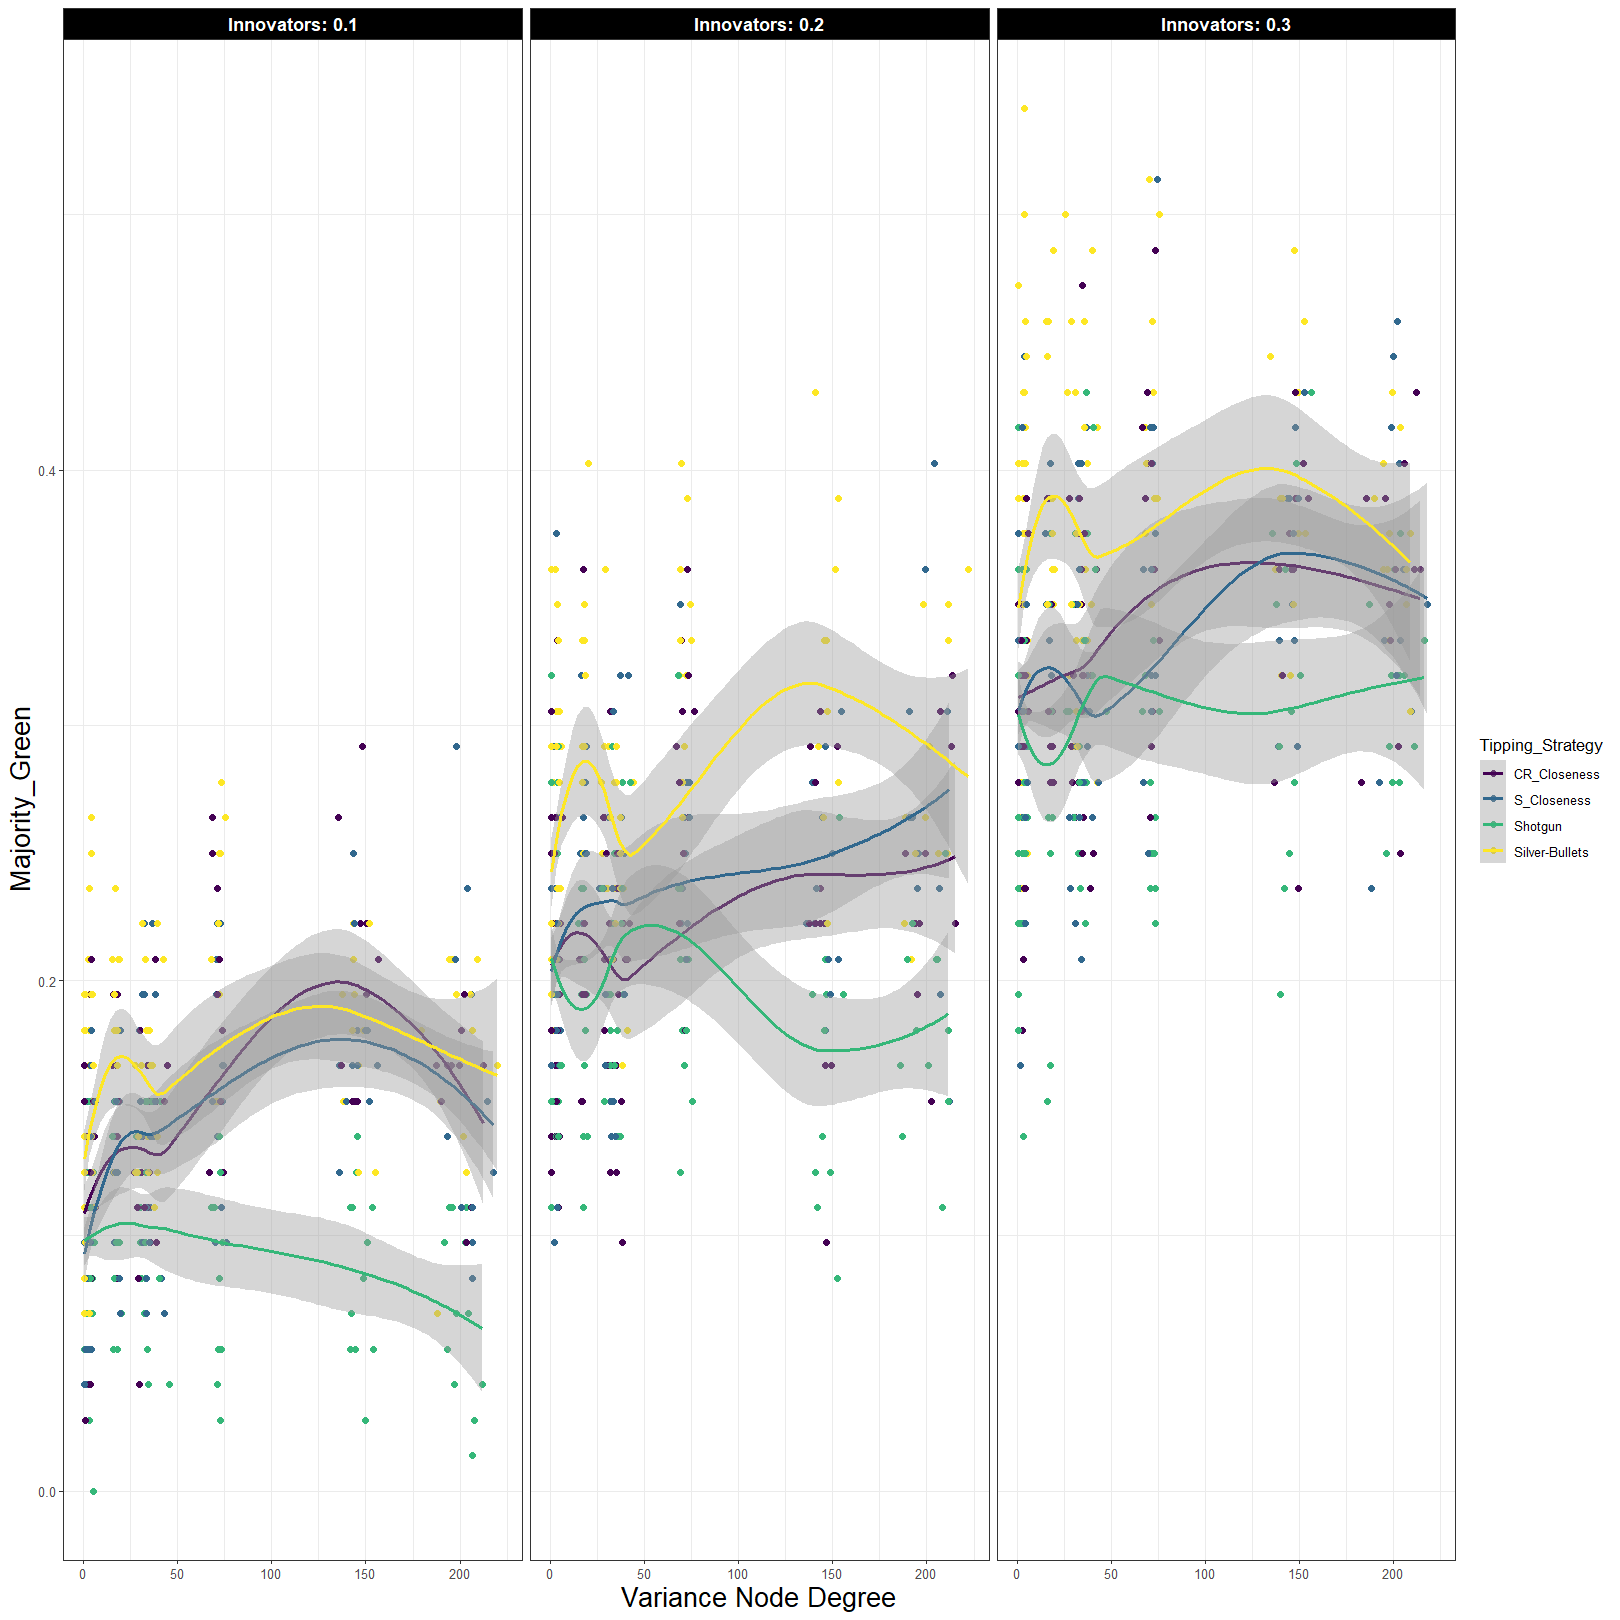 Innovators: 0.1
Innovators: 0.2
Innovators: 0.3
Majority_Green
0.4
0.2
0.0
0 50 100 150 200
0 50 100 150 200
0 50 100 150 200
Variance Node Degree
Tipping_Strategy
CR_Closeness
S_Closeness
Shotgun
Silver-Bullets